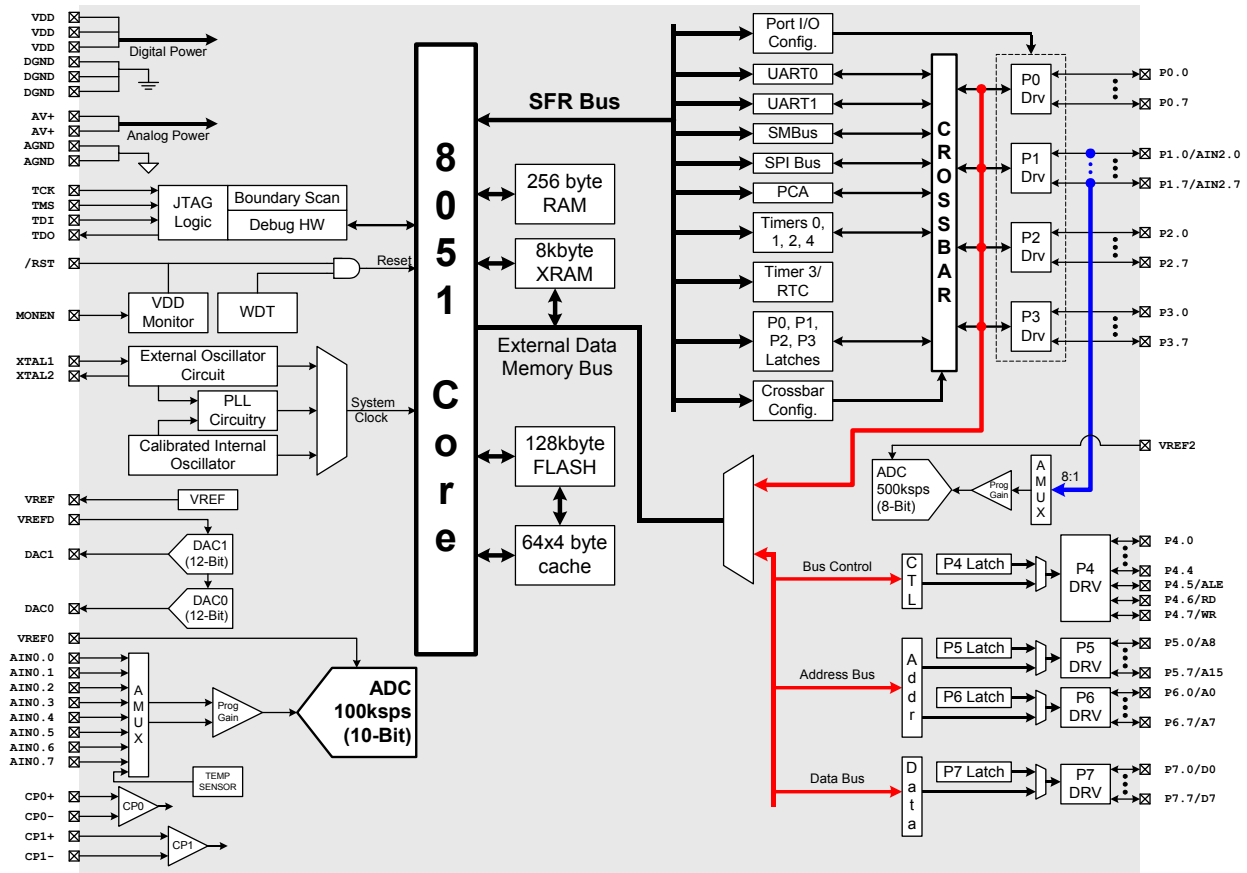 VDD
VDD
VDD
DGND
DGND
DGND
Digital Power
AV+
AV+
AGND
AGND
Analog Power
TCK
TMS
TDI
TDO
JTAG
Logic
Boundary Scan
Debug HW
/RST
MONEN
VDD
Monitor
WDT
Reset
XTAL1
XTAL2
External Oscillator
Circuit
PLL
Circuitry
Calibrated Internal
Oscillator
System
Clock
VREF
VREF
VREFD
DAC1
DAC1
(12-Bit)
DAC0
DAC0
(12-Bit)
VREF0
AIN0.0
AIN0.1
AIN0.2
AIN0.3
AIN0.4
AIN0.5
AIN0.6
AIN0.7
AMUX
Prog
Gain
ADC
100ksps
(10-Bit)
TEMP
SENSOR
CP0+
CP0-
CP0
CP1+
CP1-
CP1
8051 Core
SFR Bus
256 byte
RAM
8kbyte
XRAM
External Data
Memory Bus
128kbyte
FLASH
64x4 byte
cache
Port I/O
Config.
UART0
UART1
SMBus
SPI Bus
PCA
Timers 0,
1, 2, 4
Timer 3/
RTC
P0, P1,
P2, P3
Latches
Crossbar
Config.
CROSSBAR
P0
Drv
P1
Drv
P2
Drv
P3
Drv
P0.0
P0.7
P1.0/AIN2.0
P1.7/AIN2.7
P2.0
P2.7
P3.0
P3.7
VREF2
ADC
500ksps
(8-Bit)
Prog
Gain
AMUX
8:1
Bus Control
CTL
P4 Latch
P4
DRV
P4.0
P4.4
P4.5/ALE
P4.6/RD
P4.7/WR
Address Bus
Addr
P5 Latch
P5
DRV
P5.0/A8
P5.7/A15
P6 Latch
P6
DRV
P6.0/A0
P6.7/A7
Data Bus
Data
P7 Latch
P7
DRV
P7.0/D0
P7.7/D7